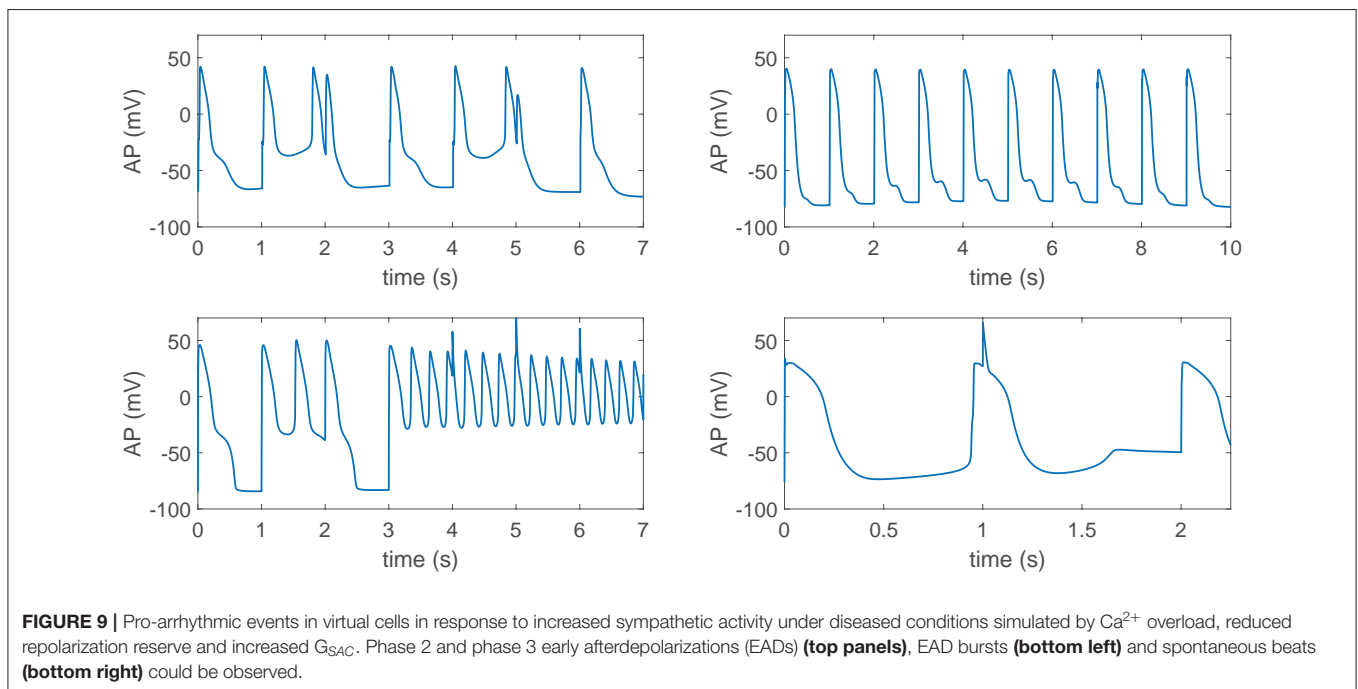 50
0
-50
-100
AP (mV)
0 1 2 3 4 5 6 7
time (s)
50
0
-50
-100
AP (mV)
0 2 4 6 8 10
time (s)
50
0
-50
-100
AP (mV)
0 1 2 3 4 5 6 7
time (s)
50
0
-50
-100
AP (mV)
0 0.5 1 1.5 2
time (s)
FIGURE 9 | Pro-arrhythmic events in virtual cells in response to increased sympathetic activity under diseased conditions simulated by Ca2+ overload, reduced
repolarization reserve and increased GSAC. Phase 2 and phase 3 early afterdepolarizations (EADs) (top panels), EAD bursts (bottom left) and spontaneous beats
(bottom right) could be observed.